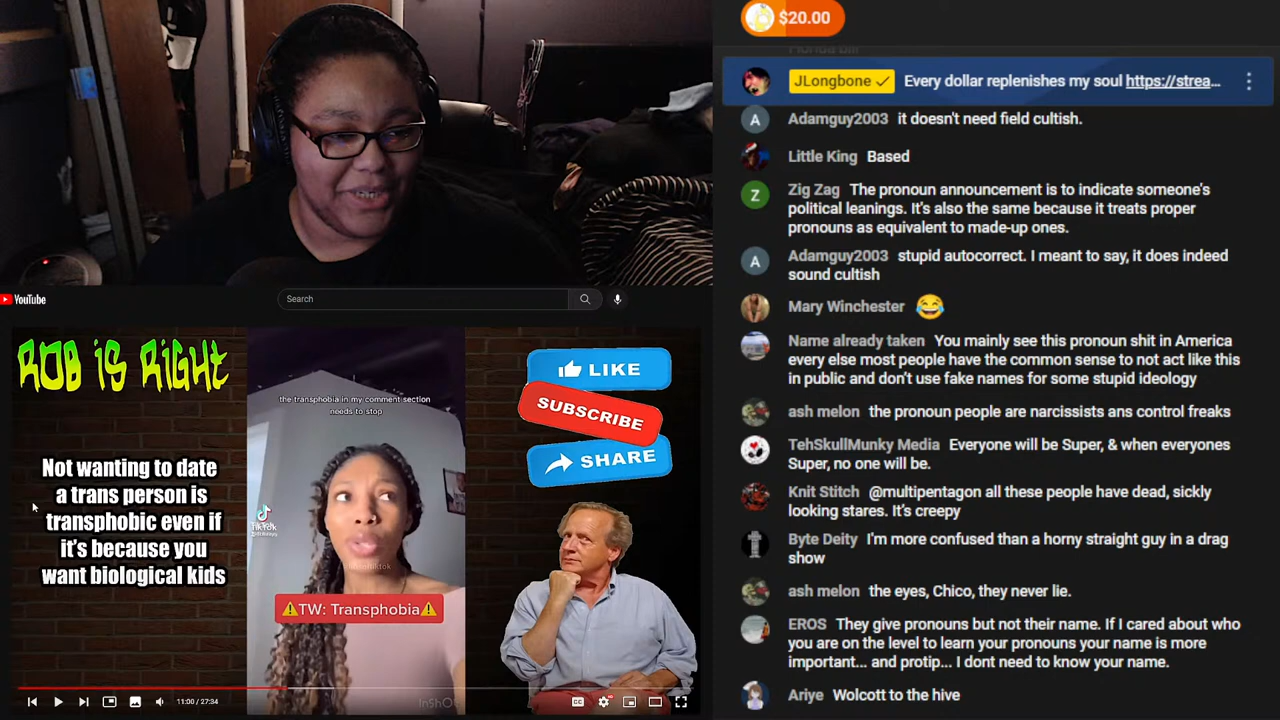 $20.00
JLongbone Every dollar replenishes my soul https://strea...
Adamguy2003 it doesn't need field cultish.
Little King Based
Z
Zig Zag The pronoun announcement is to indicate someone's
political leanings. It's also the same because it treats proper
pronouns as equivalent to made-up ones.
A
Adamguy2003 stupid autocorrect. I meant to say, it does indeed
sound cultish
Mary Winchester 😂
Name already taken You mainly see this pronoun shit in America
every else most people have the common sense to not act like this
in public and don't use fake names for some stupid ideology
ash melon the pronoun people are narcissists ans control freaks
TehSkullMunky Media Everyone will be Super, & when everyones
Super, no one will be.
Knit Stitch @multipentagon all these people have dead, sickly
looking stares. It's creepy
Byte Deity I'm more confused than a horny straight guy in a drag
show
ash melon the eyes, Chico, they never lie.
EROS They give pronouns but not their name. If I cared about who
you are on the level to learn your pronouns your name is more
important... and protip... I dont need to know your name.
Ariye Wolcott to the hive
YouTube
Search
ROB iS RiGHT
Not wanting to date
a trans person is
transphobic even if
it's because you
want biological kids
the transphobia in my comment section
needs to stop
TikTok
⚠TW: Transphobia⚠
InShO
LIKE
SUBSCRIBE
SHARE
11:00 / 27:34